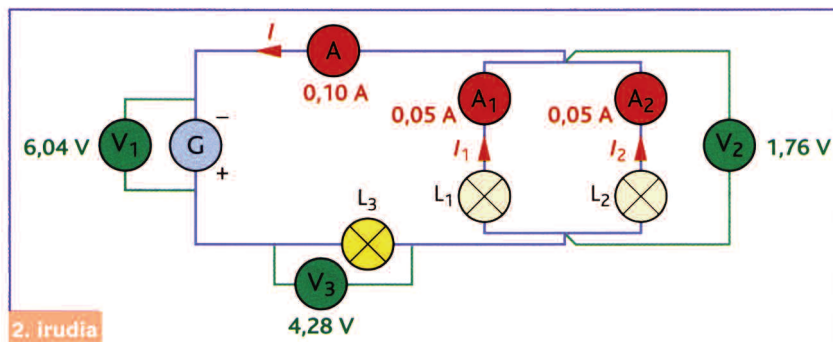 I
A
0,10 A
A1
0,05 A
A2
0,05 A
6,04 V
V1
G
−
+
I1
I2
V2
1,76 V
L1
L2
L3
V3
4,28 V
2. irudia